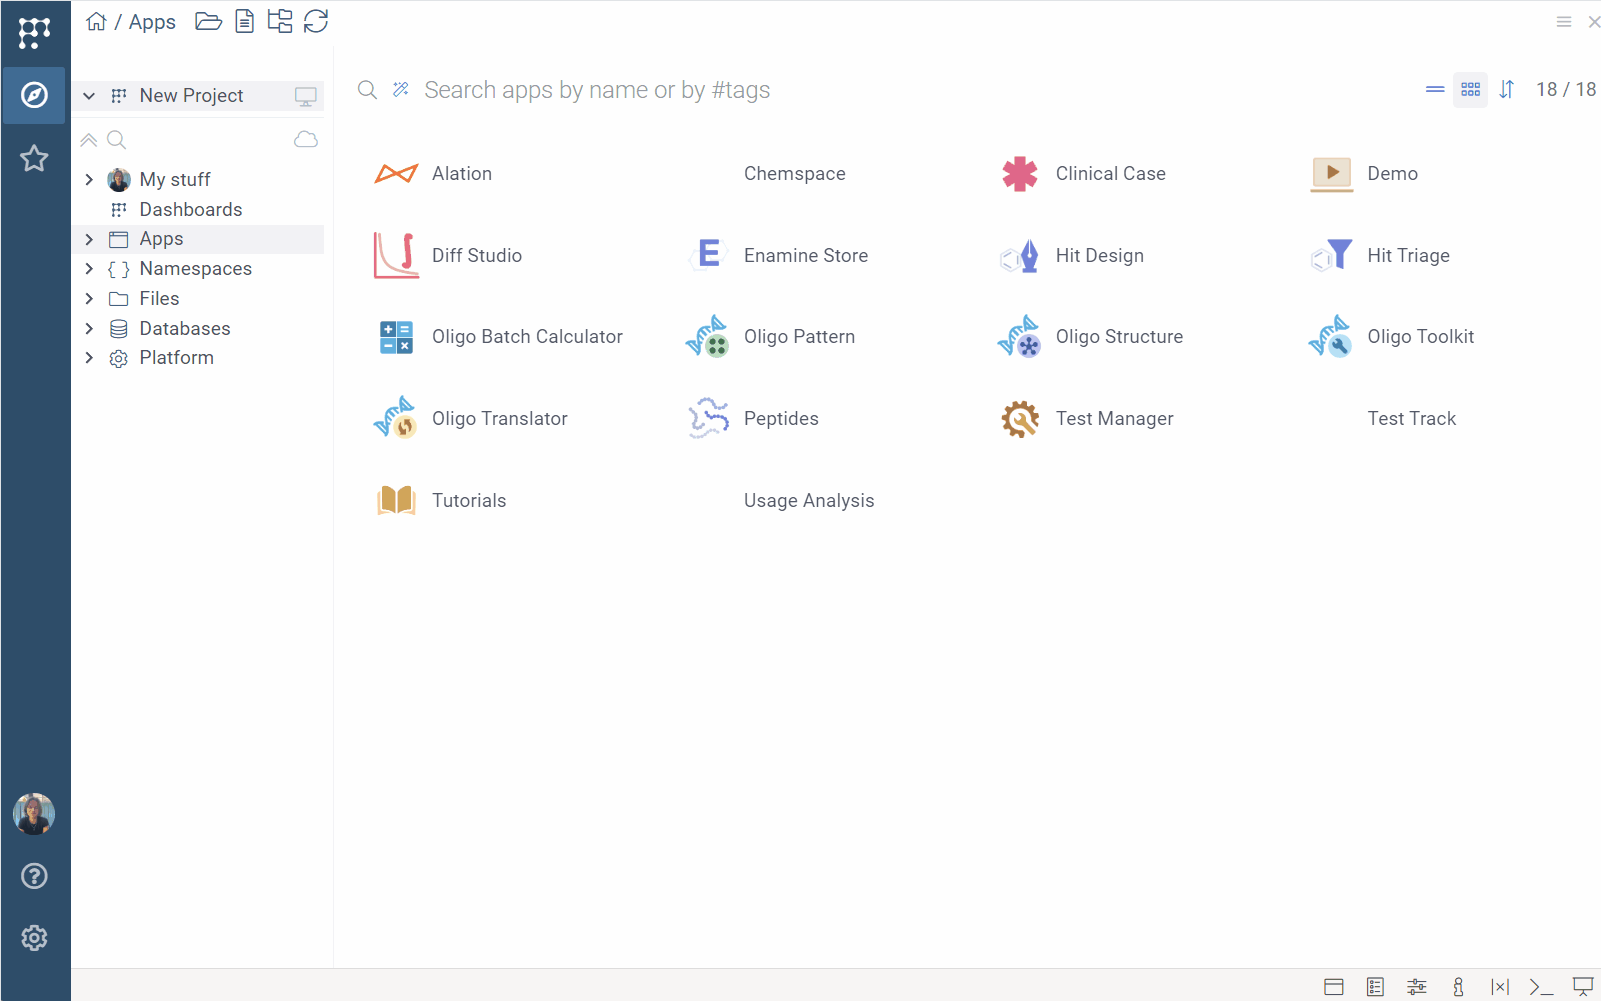 / Apps
New Project
Search apps by name or by #tags
18 / 18
My stuff
Dashboards
Apps
Namespaces
Files
Databases
Platform
Alation
Chemspace
Clinical Case
Demo
Diff Studio
E
Enamine Store
Hit Design
Hit Triage
Oligo Batch Calculator
Oligo Pattern
Oligo Structure
Oligo Toolkit
Oligo Translator
Peptides
Test Manager
Test Track
Tutorials
Usage Analysis